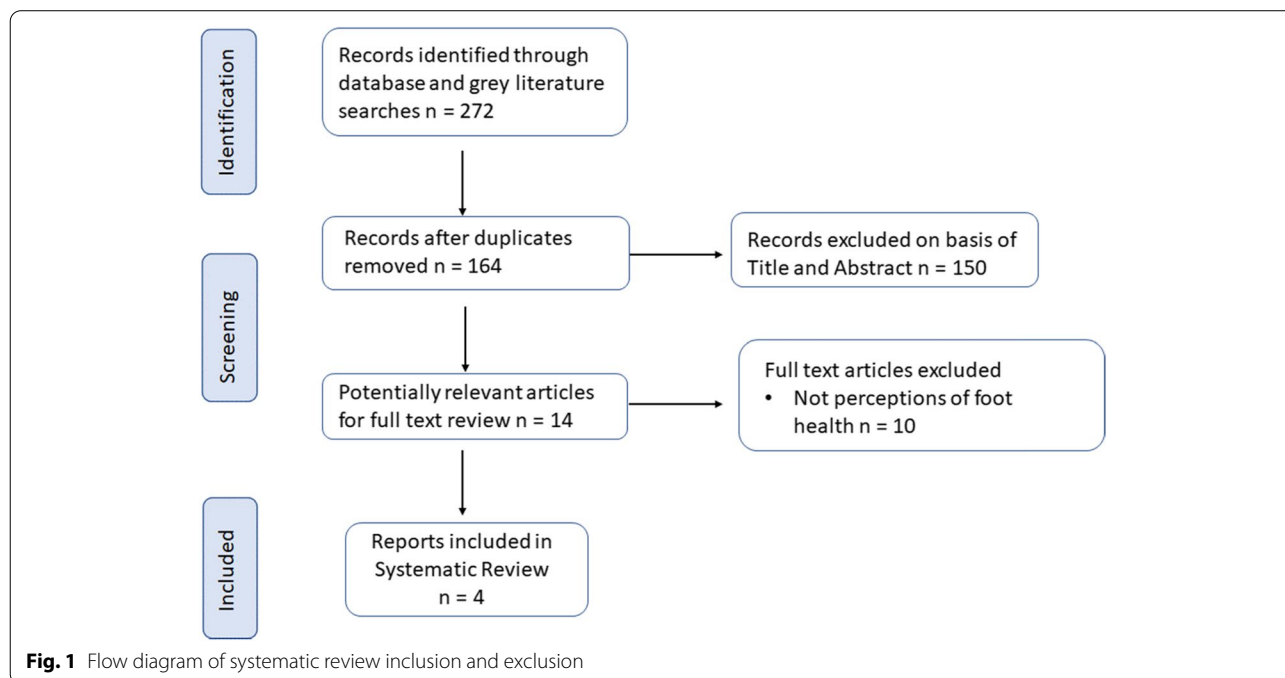 Identification
Records identified through
database and grey literature
searches n = 272
Screening
Records after duplicates
removed n = 164
Records excluded on basis of
Title and Abstract n = 150
Potentially relevant articles
for full text review n = 14
Full text articles excluded
• Not perceptions of foot
health n = 10
Included
Reports included in
Systematic Review
n = 4
Fig. 1 Flow diagram of systematic review inclusion and exclusion